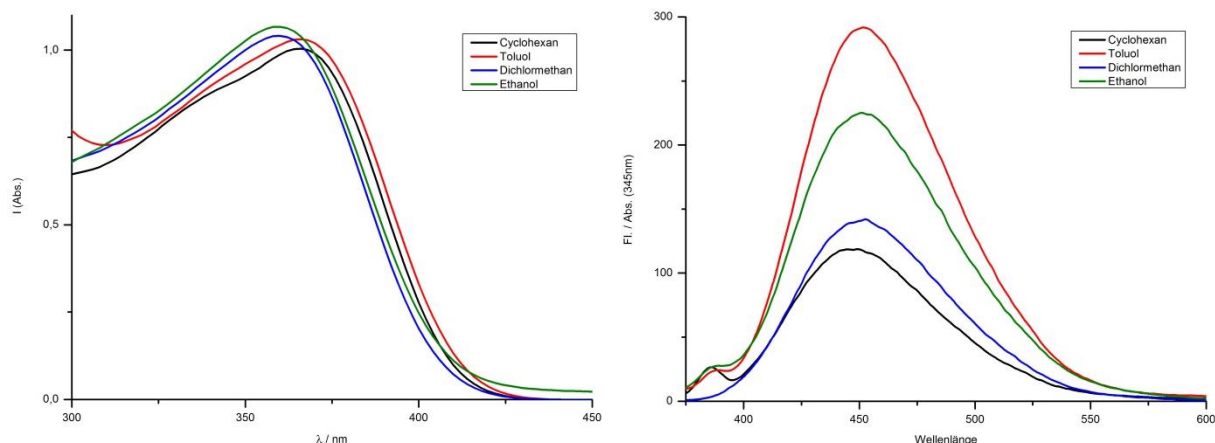 1,0
0,5
0,0
I (Abs.)
300
350
400
450
λ / nm
Cyclohexan
Toluol
Dichlormethan
Ethanol
300
200
100
0
Fl. / Abs. (345nm)
400
450
500
550
600
Wellenlänge
Cyclohexan
Toluol
Dichlormethan
Ethanol